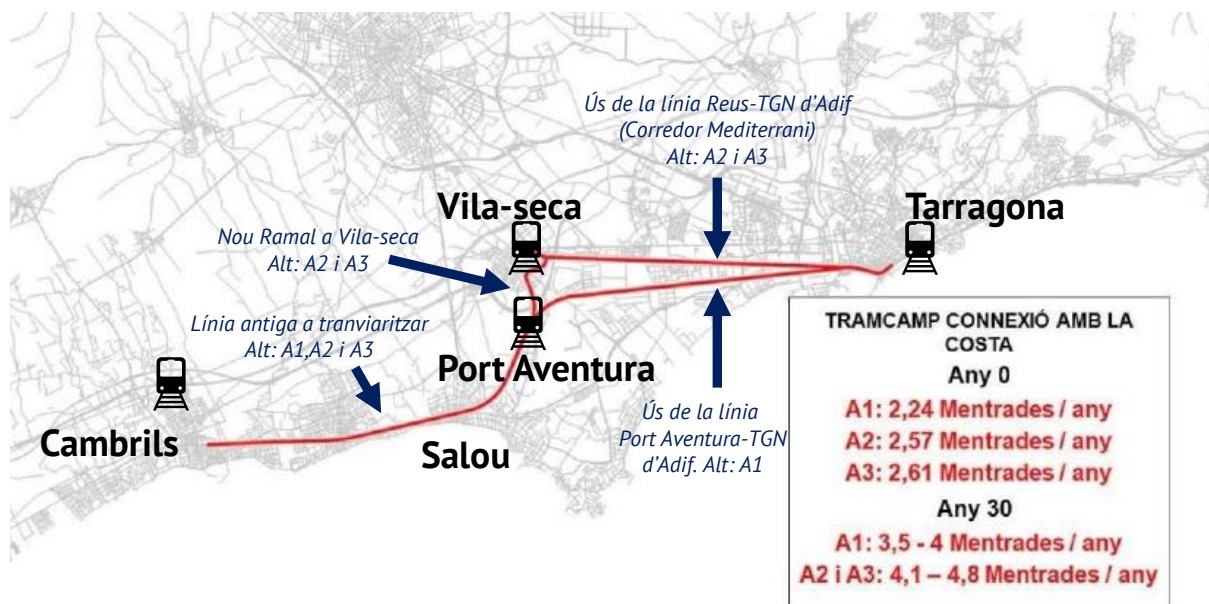 Ús de la línia Reus-TGN d'Adif
(Corredor Mediterrani)
Alt: A2 i A3
Vila-seca
Tarragona
Nou Ramal a Vila-seca
Alt: A2 i A3
Línia antiga a tranviaritzar
Alt: A1,A2 i A3
Port Aventura
Cambrils
Salou
Ús de la línia
Port Aventura-TGN
d'Adif. Alt: A1
TRAMCAMP CONNEXIÓ AMB LA
COSTA
Any 0
A1: 2,24 Mentrades / any
A2: 2,57 Mentrades / any
A3: 2,61 Mentrades / any
Any 30
A1: 3,5 - 4 Mentrades / any
A2 i A3: 4,1 – 4,8 Mentrades / any